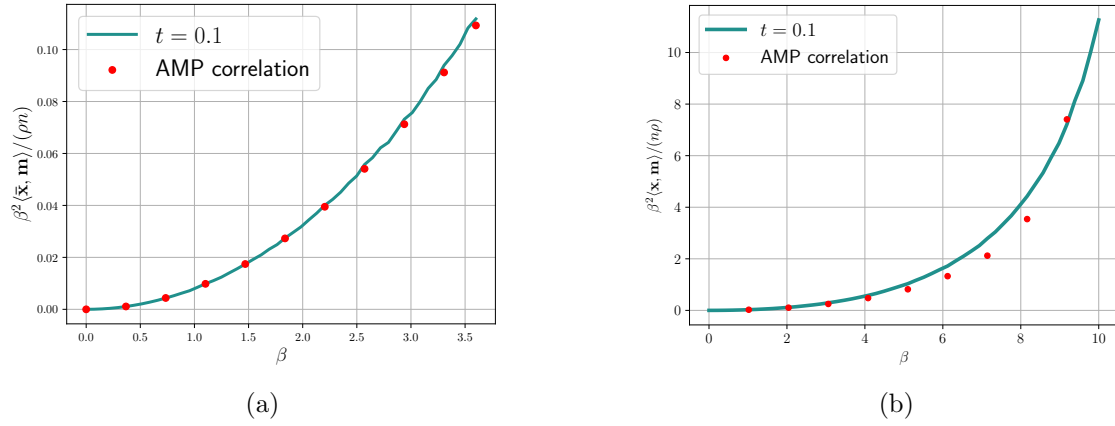 t = 0.1
AMP correlation
β²⟨x̄, m⟩/(ρn)
0.10
0.08
0.06
0.04
0.02
0.00
0.0 0.5 1.0 1.5 2.0 2.5 3.0 3.5
β
(a)
t = 0.1
AMP correlation
β²⟨x, m⟩/(nρ)
10
8
6
4
2
0
0 2 4 6 8 10
β
(b)